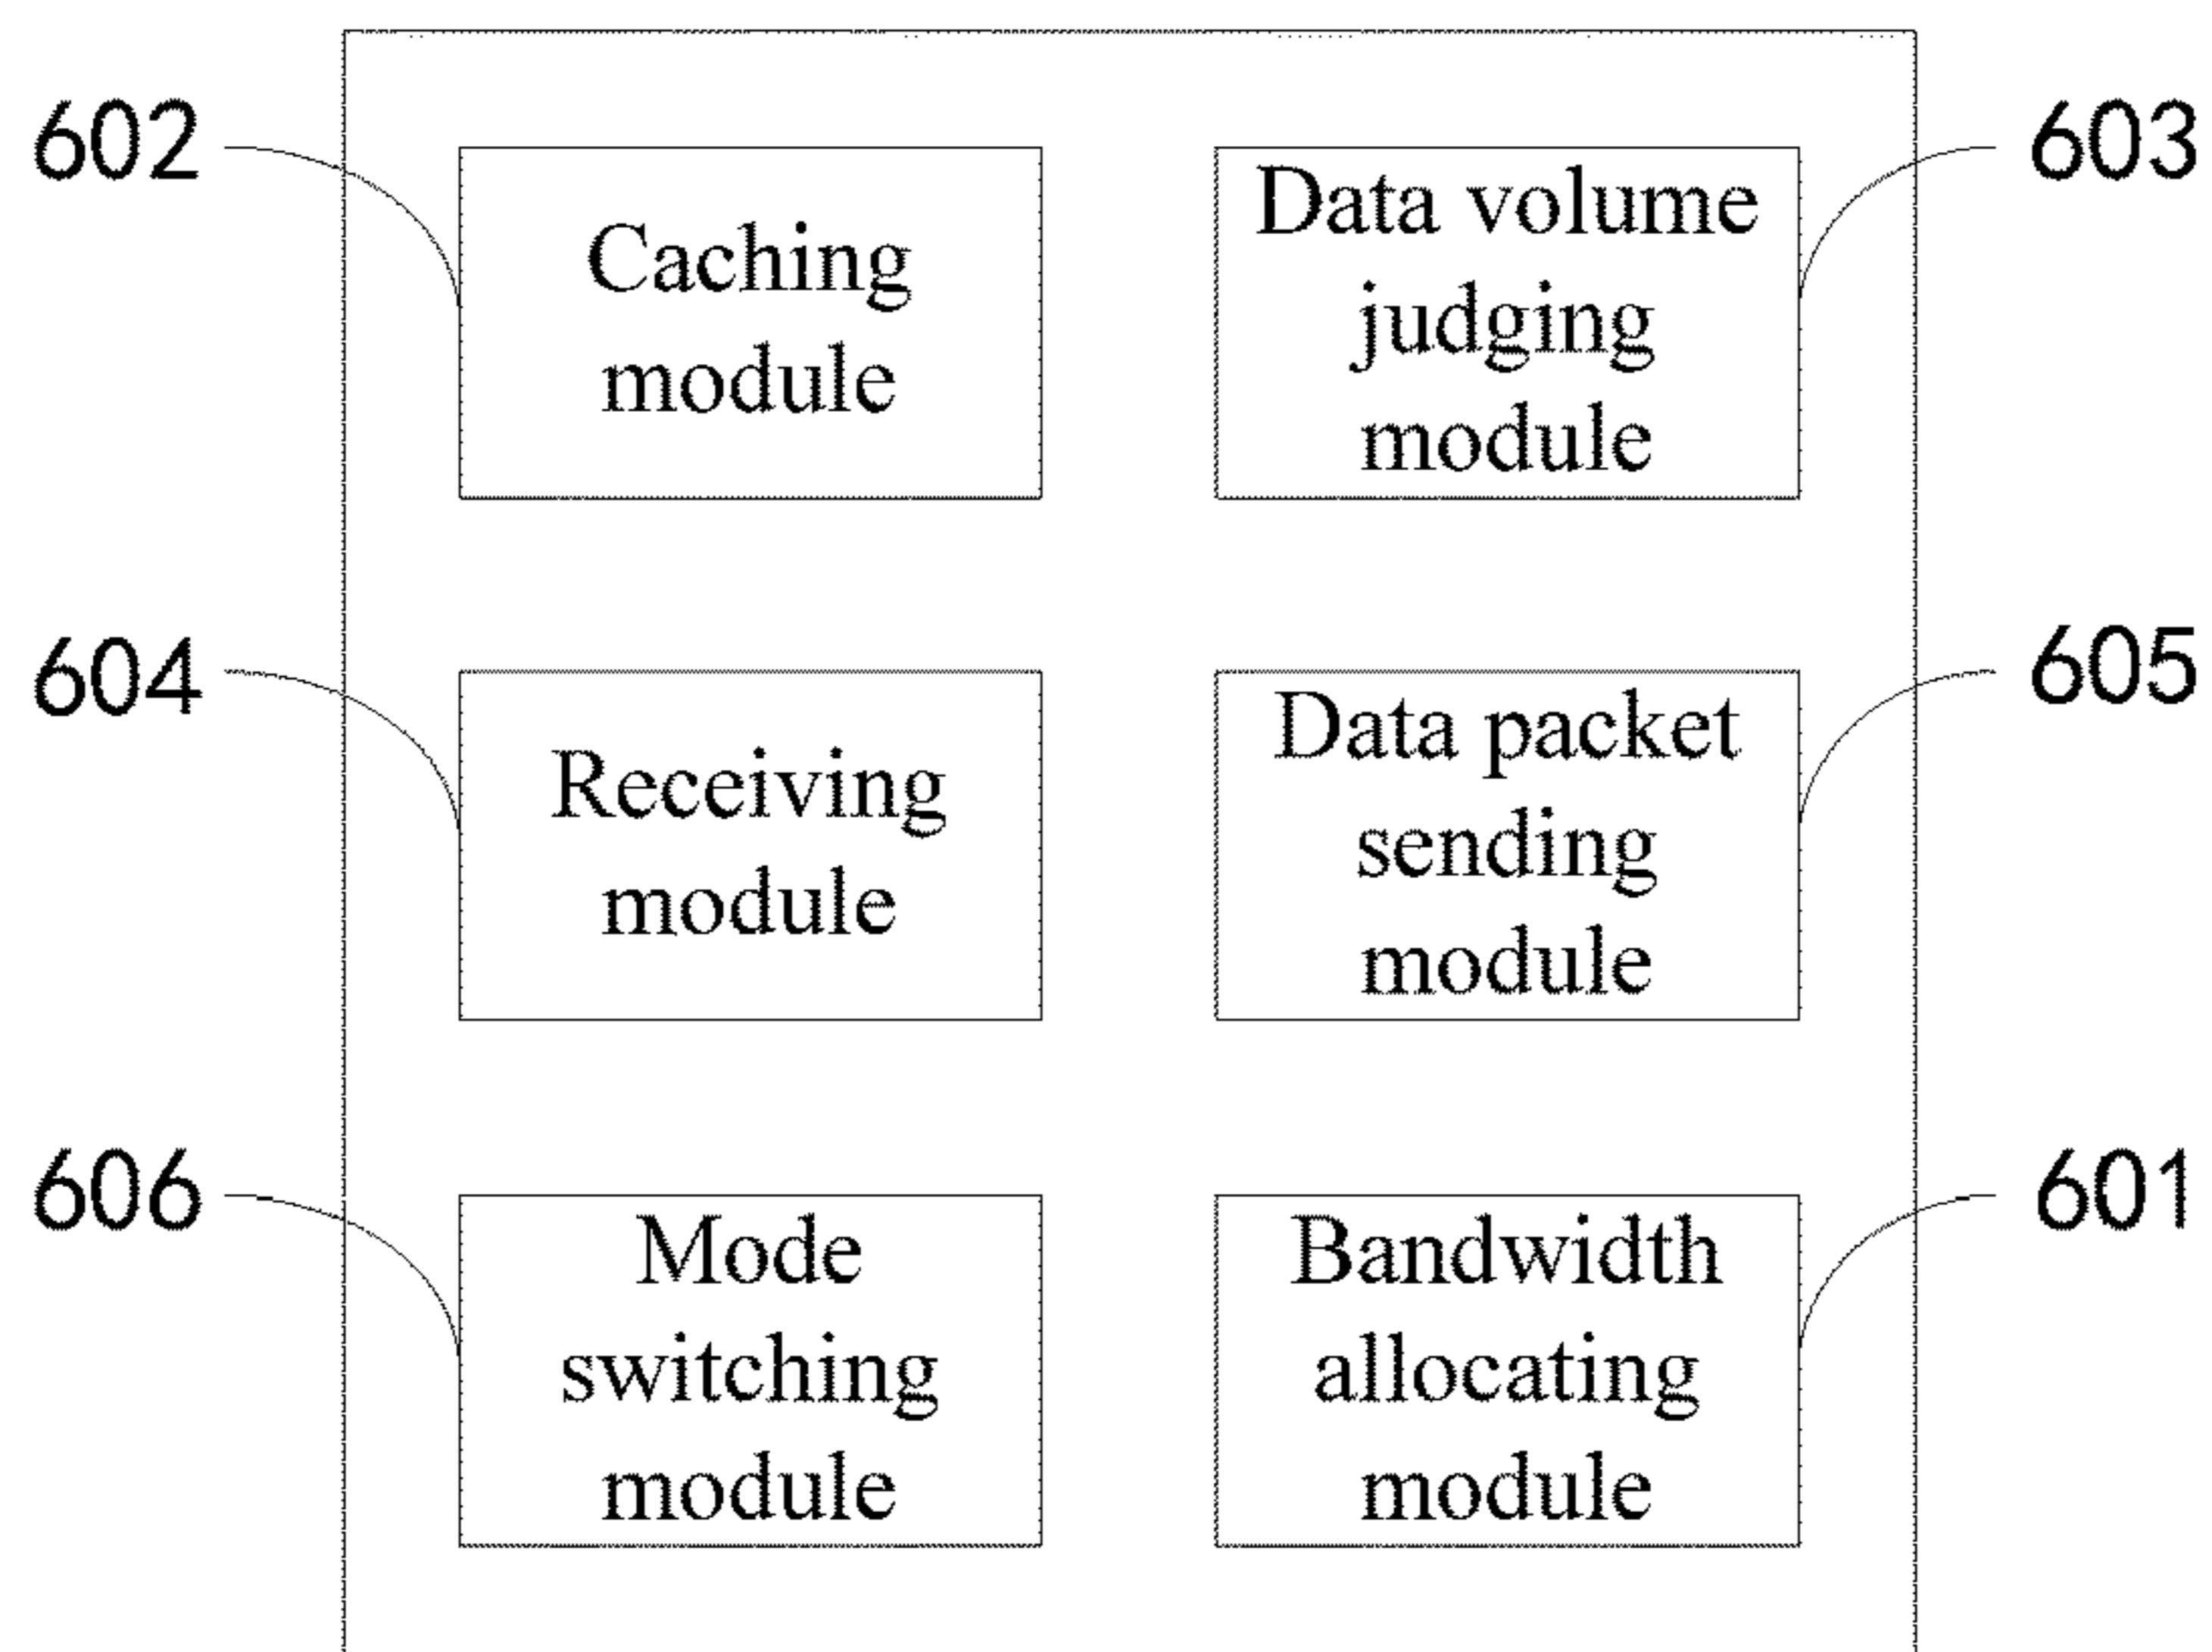 602
Caching
module
603
Data volume
judging
module
604
Receiving
module
605
Data packet
sending
module
606
Mode
switching
module
601
Bandwidth
allocating
module